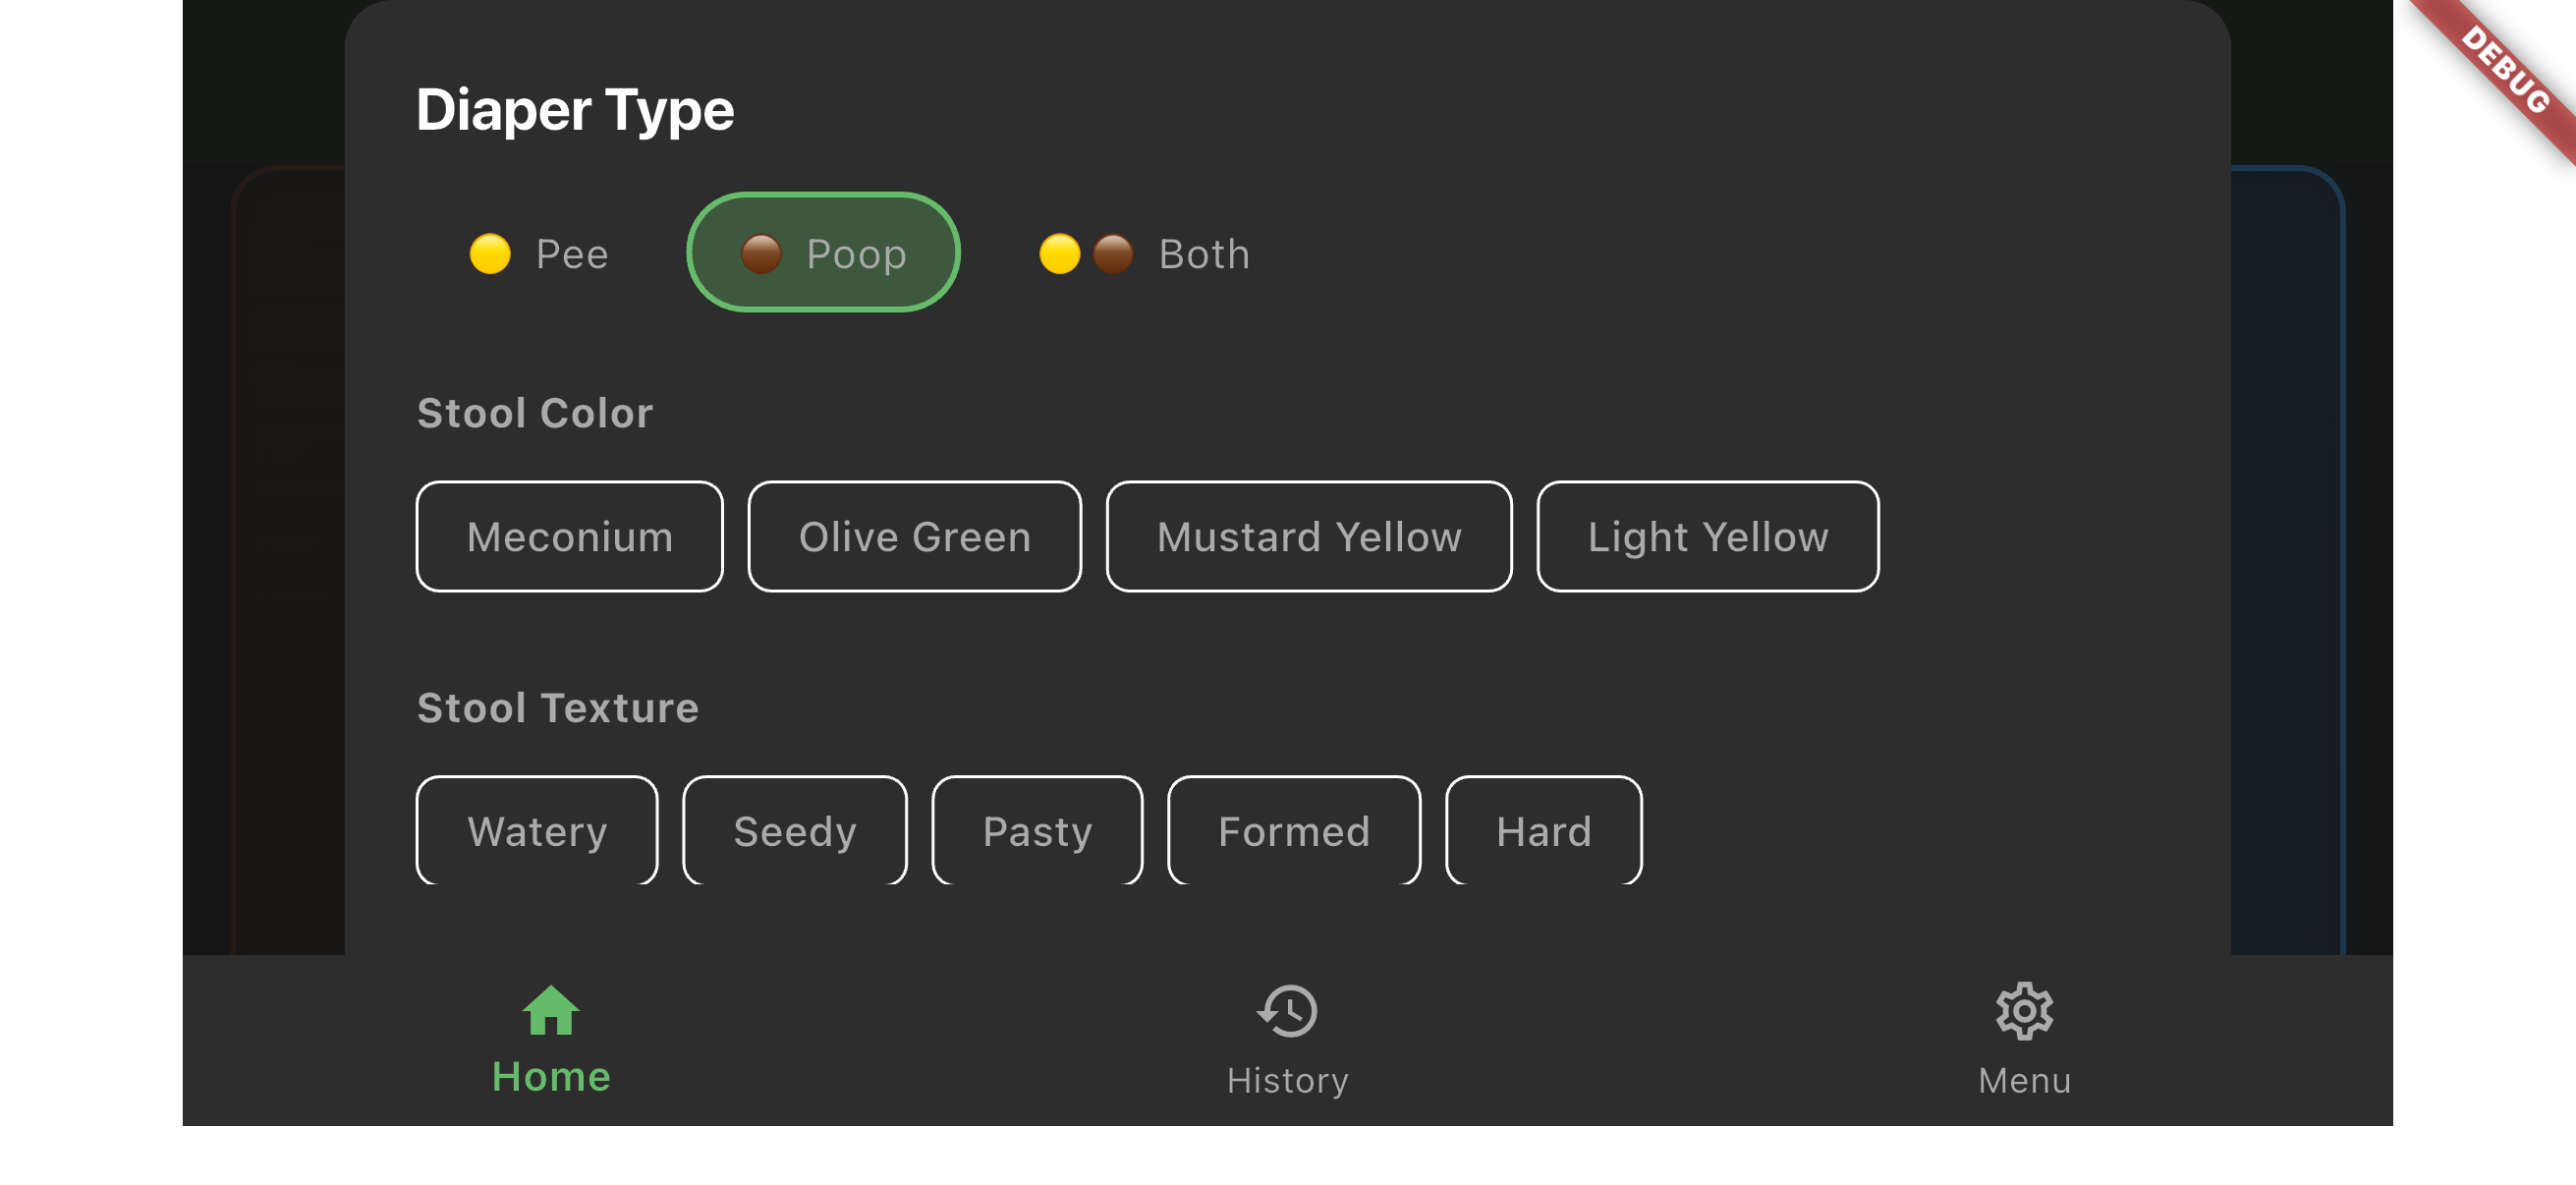 DEBUG
Diaper Type
Pee Poop Both
Stool Color
Meconium Olive Green Mustard Yellow Light Yellow
Stool Texture
Watery Seedy Pasty Formed Hard
Home History Menu